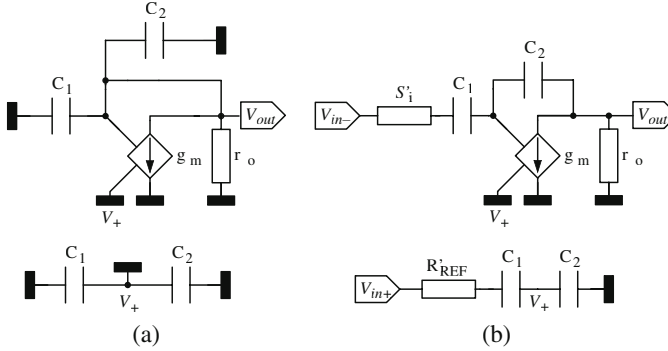 C2
C1
Vout
gm
ro
V+
C1
C2
V+
(a)
C2
S'i
C1
Vin−
Vout
gm
ro
V+
R'REF
C1
C2
Vin+
V+
(b)